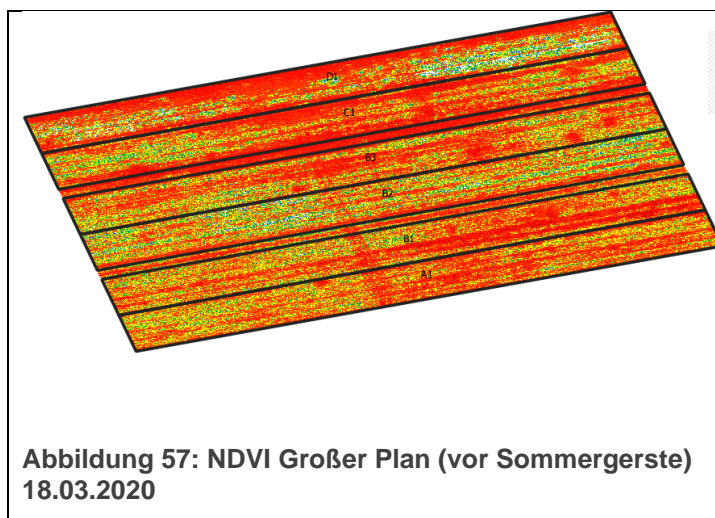 D1
C1
B3
B2
B1
A1
Abbildung 57: NDVI Großer Plan (vor Sommergerste)
18.03.2020